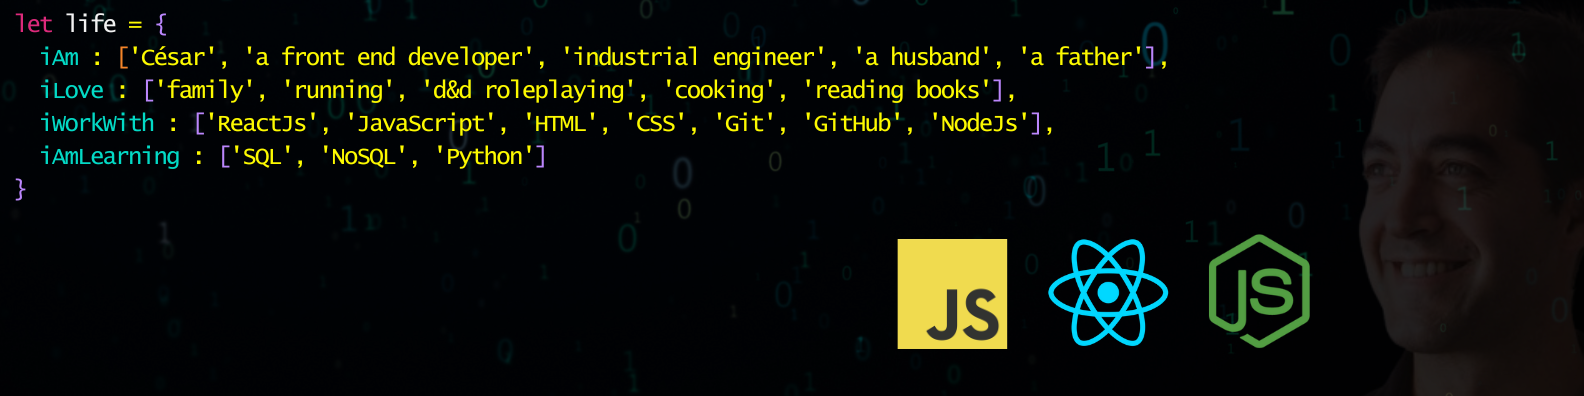 let life = {
iAm : ['César', 'a front end developer', 'industrial engineer', 'a husband', 'a father'],
iLove : ['family', 'running', 'd&d roleplaying', 'cooking', 'reading books'],
iWorkWith : ['ReactJs', 'JavaScript', 'HTML', 'CSS', 'Git', 'GitHub', 'NodeJs'],
iAmLearning : ['SQL', 'NoSQL', 'Python']
}
JS
JS